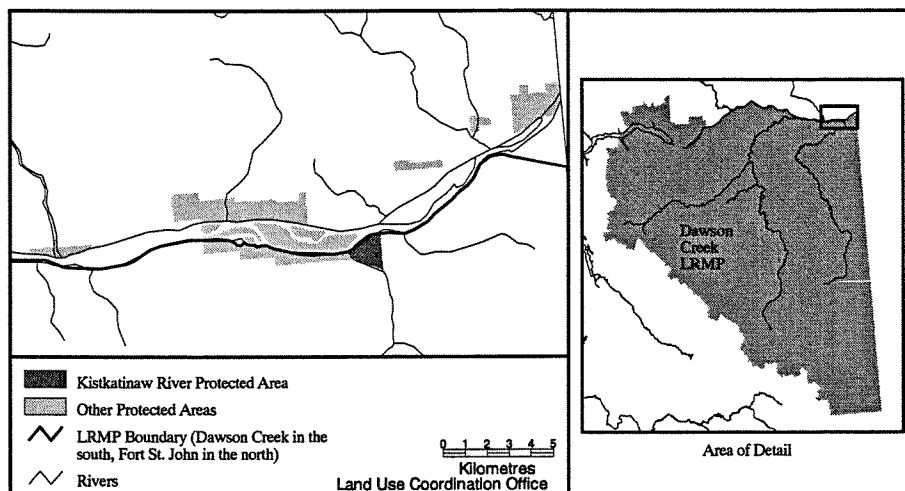 Dawson
Creek
LRMP
Kistkatinaw River Protected Area
Other Protected Areas
LRMP Boundary (Dawson Creek in the
south, Fort St. John in the north)
Rivers
0 1 2 3 4 5
Kilometres
Land Use Coordination Office
Area of Detail